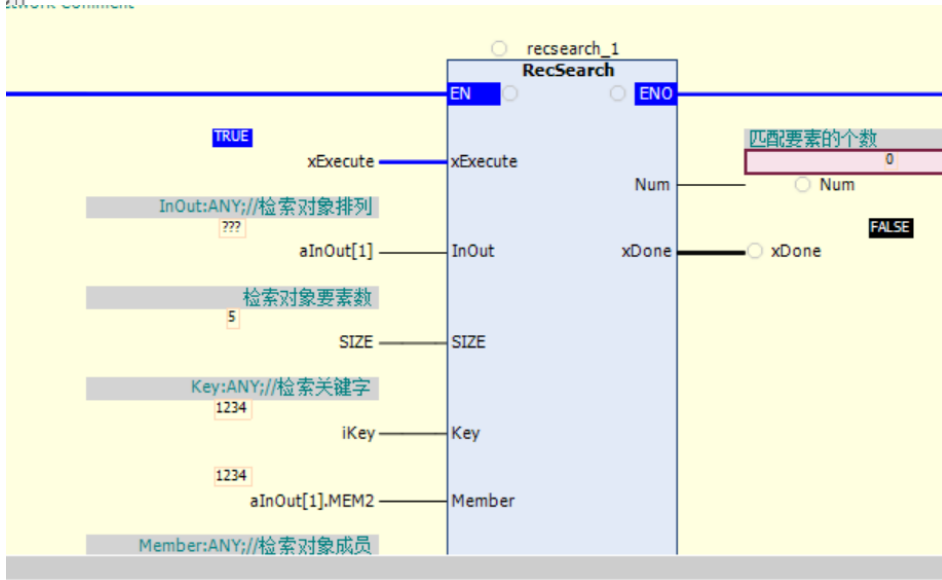 recsearch_1
RecSearch
EN
ENO
TRUE
匹配要素的个数
0
xExecute
xExecute
Num
Num
InOut:ANY;//检索对象排列
???
FALSE
aInOut[1]
InOut
xDone
xDone
检索对象要素数
5
SIZE
SIZE
Key:ANY;//检索关键字
1234
iKey
Key
1234
aInOut[1].MEM2
Member
Member:ANY;//检索对象成员